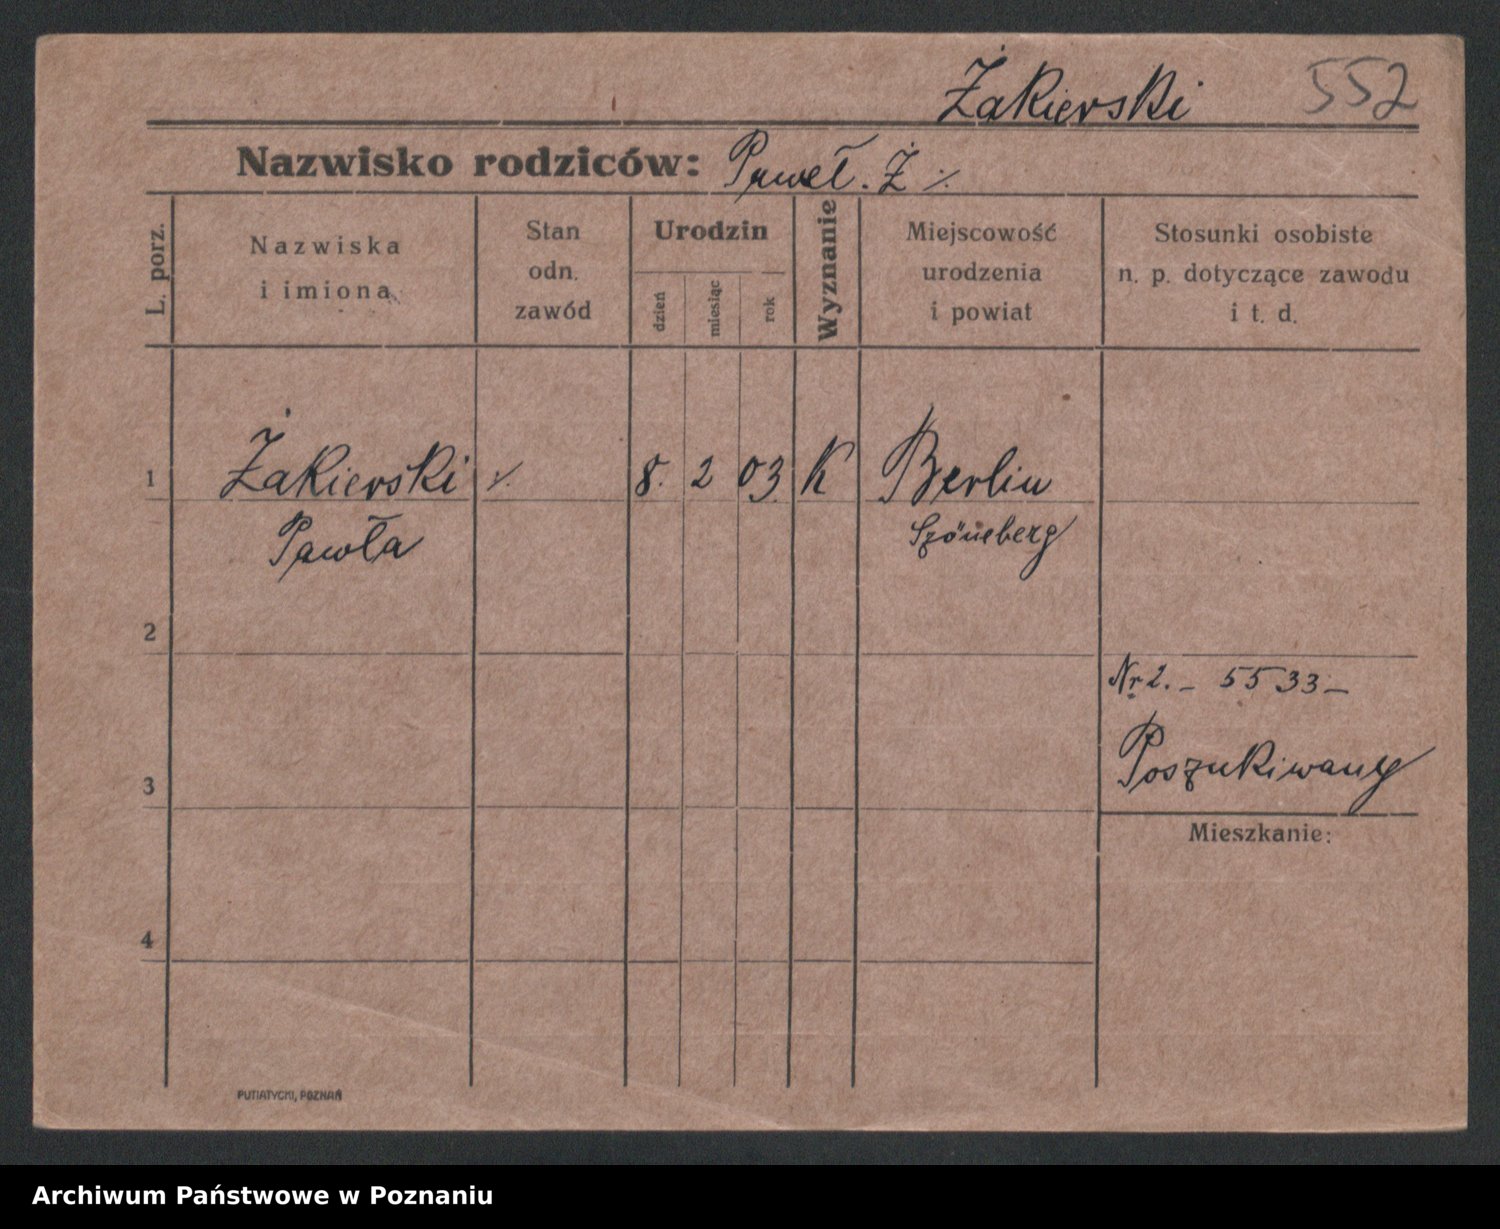 Żakierski 552
Nazwisko rodziców: Paweł. Ż ./.
L. porz.
Nazwiska
i imiona
Stan
odn.
zawód
Urodzin
dzień
miesiąc
rok
Wyznanie
Miejscowość
urodzenia
i powiat
Stosunki osobiste
n. p. dotyczące zawodu
i t. d.
1 Żakierski ./. 8. 2 03 K Berlin
Pawła Szöneberg
2
Nr 2. – 5533 –
3 Poszukiwany
Mieszkanie:
4
PUTIATYCKI, POZNAŃ
Archiwum Państwowe w Poznaniu